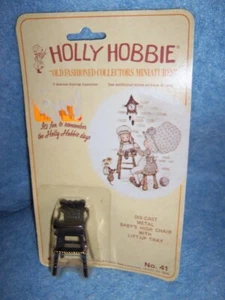 HOLLY HOBBIE
"OLD FASHIONED COLLECTORS MINIATURES"
It's fun to remember
the Holly Hobbie days
DIE-CAST
METAL
BABY'S HIGH CHAIR
WITH
LIFT-UP TRAY
No. 41